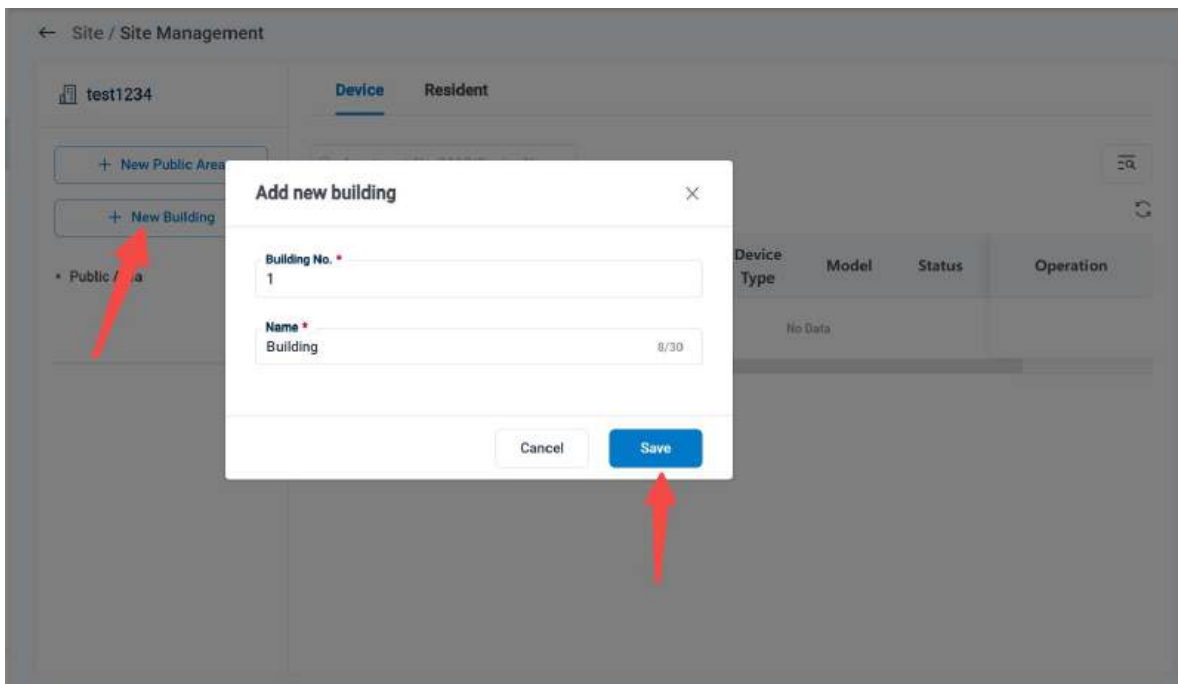 ← Site / Site Management
test1234
Device Resident
+ New Public Area
Add new building
+ New Building
Building No. *
1
Device Type Model Status Operation
• Public
Name *
Building 8/30
No Data
Cancel Save